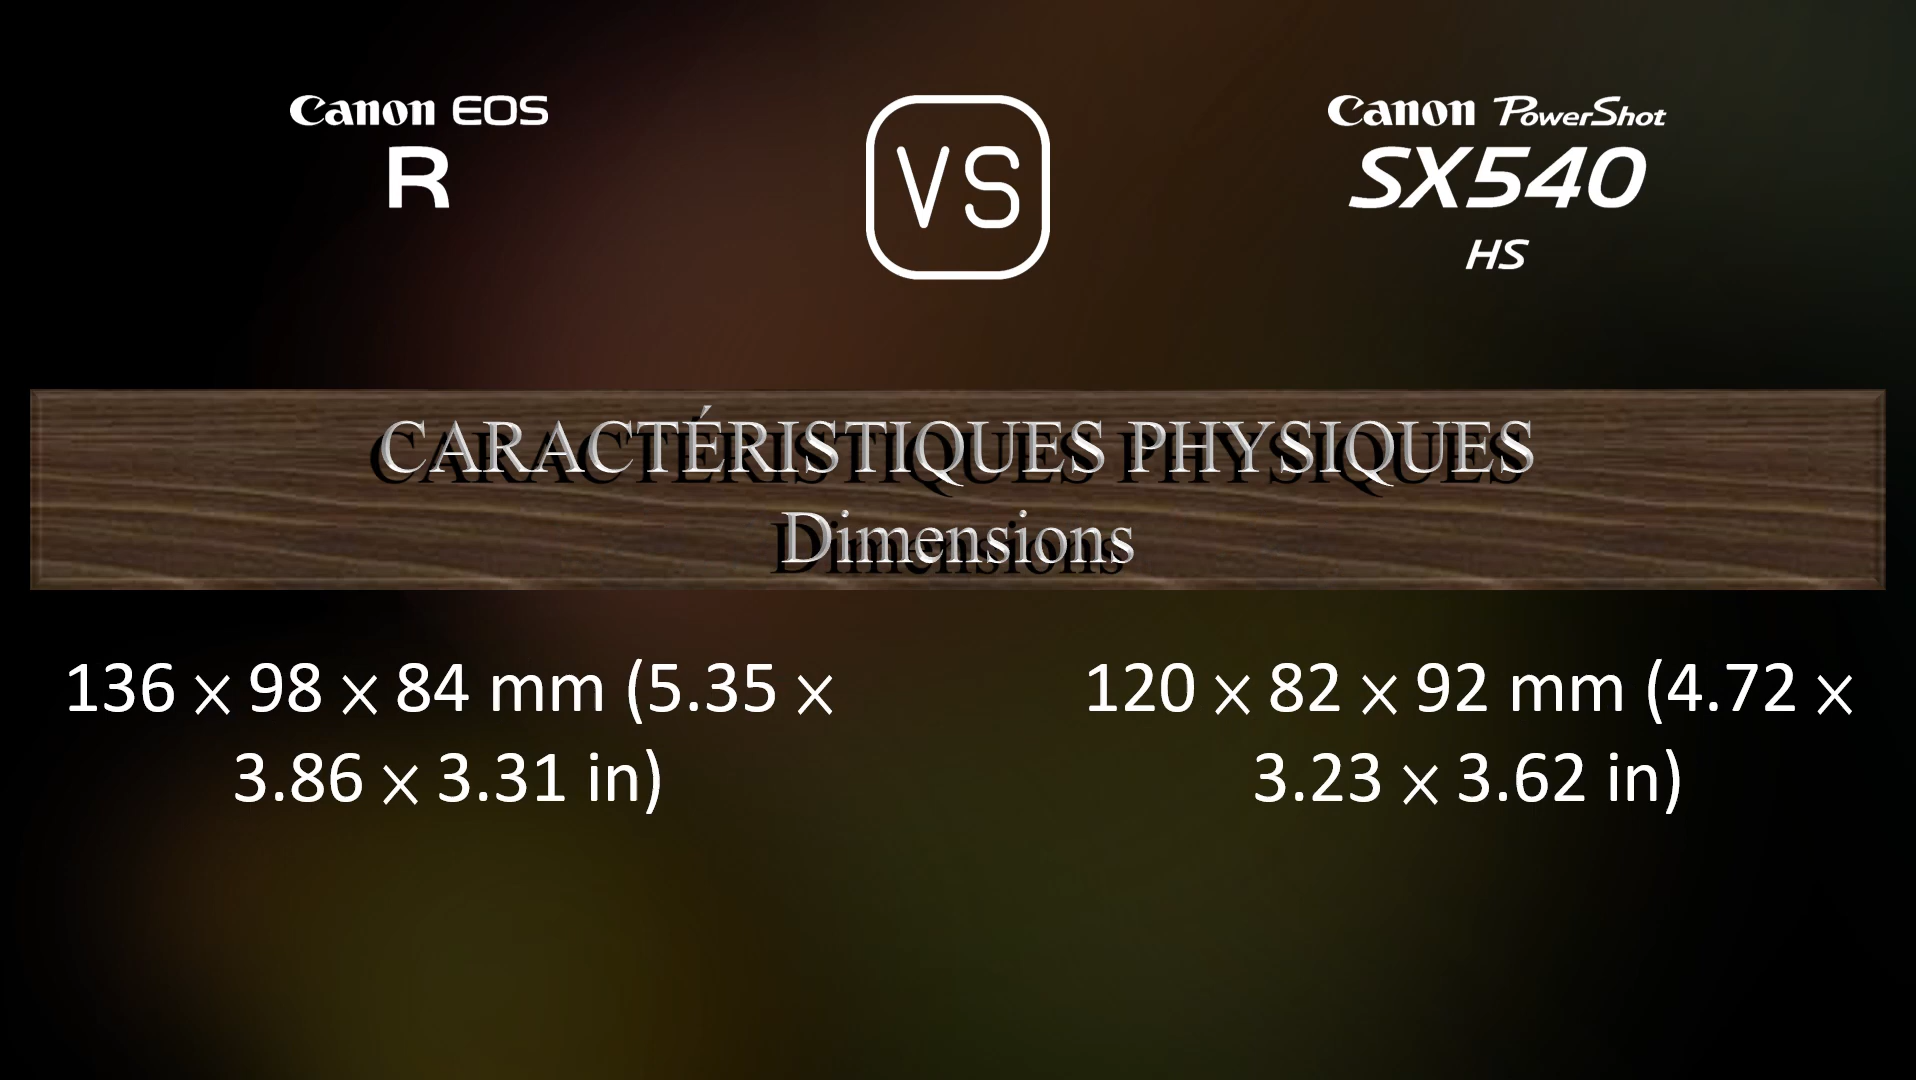 Canon EOS
R
VS
Canon PowerShot
SX540
HS
CARACTÉRISTIQUES PHYSIQUES
Dimensions
136 x 98 x 84 mm (5.35 x
3.86 x 3.31 in)
120 x 82 x 92 mm (4.72 x
3.23 x 3.62 in)